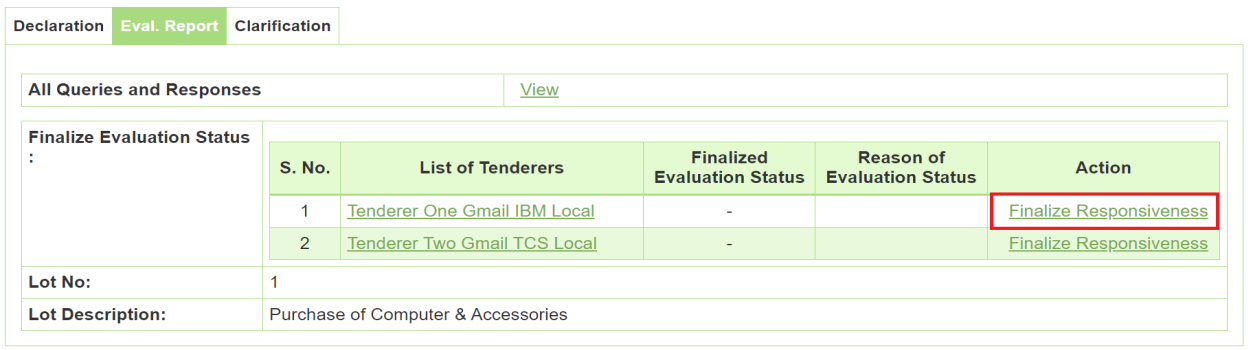 Declaration Eval. Report Clarification
All Queries and Responses View
Finalize Evaluation Status
:
S. No. List of Tenderers Finalized Evaluation Status Reason of Evaluation Status Action
1 Tenderer One Gmail IBM Local - Finalize Responsiveness
2 Tenderer Two Gmail TCS Local - Finalize Responsiveness
Lot No: 1
Lot Description: Purchase of Computer & Accessories